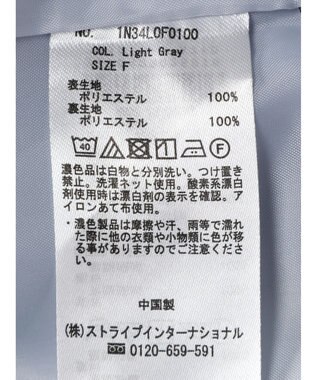 NO. 1N34L0F0100
COL. Light Gray
SIZE F
表生地
ポリエステル 100%
裏生地
ポリエステル 100%
40 F
濃色品は白物と分別洗い。つけ置き
禁止。洗濯ネット使用。酸素系漂白
剤使用時は漂白剤の表示を確認。ア
イロンあて布使用。
・濃色製品は摩擦や汗、雨等で濡れ
た際に他の衣類や小物類に色が移
る事がありますのでご注意くださ
い。
中国製
(株)ストライプインターナショナル
0120-659-591